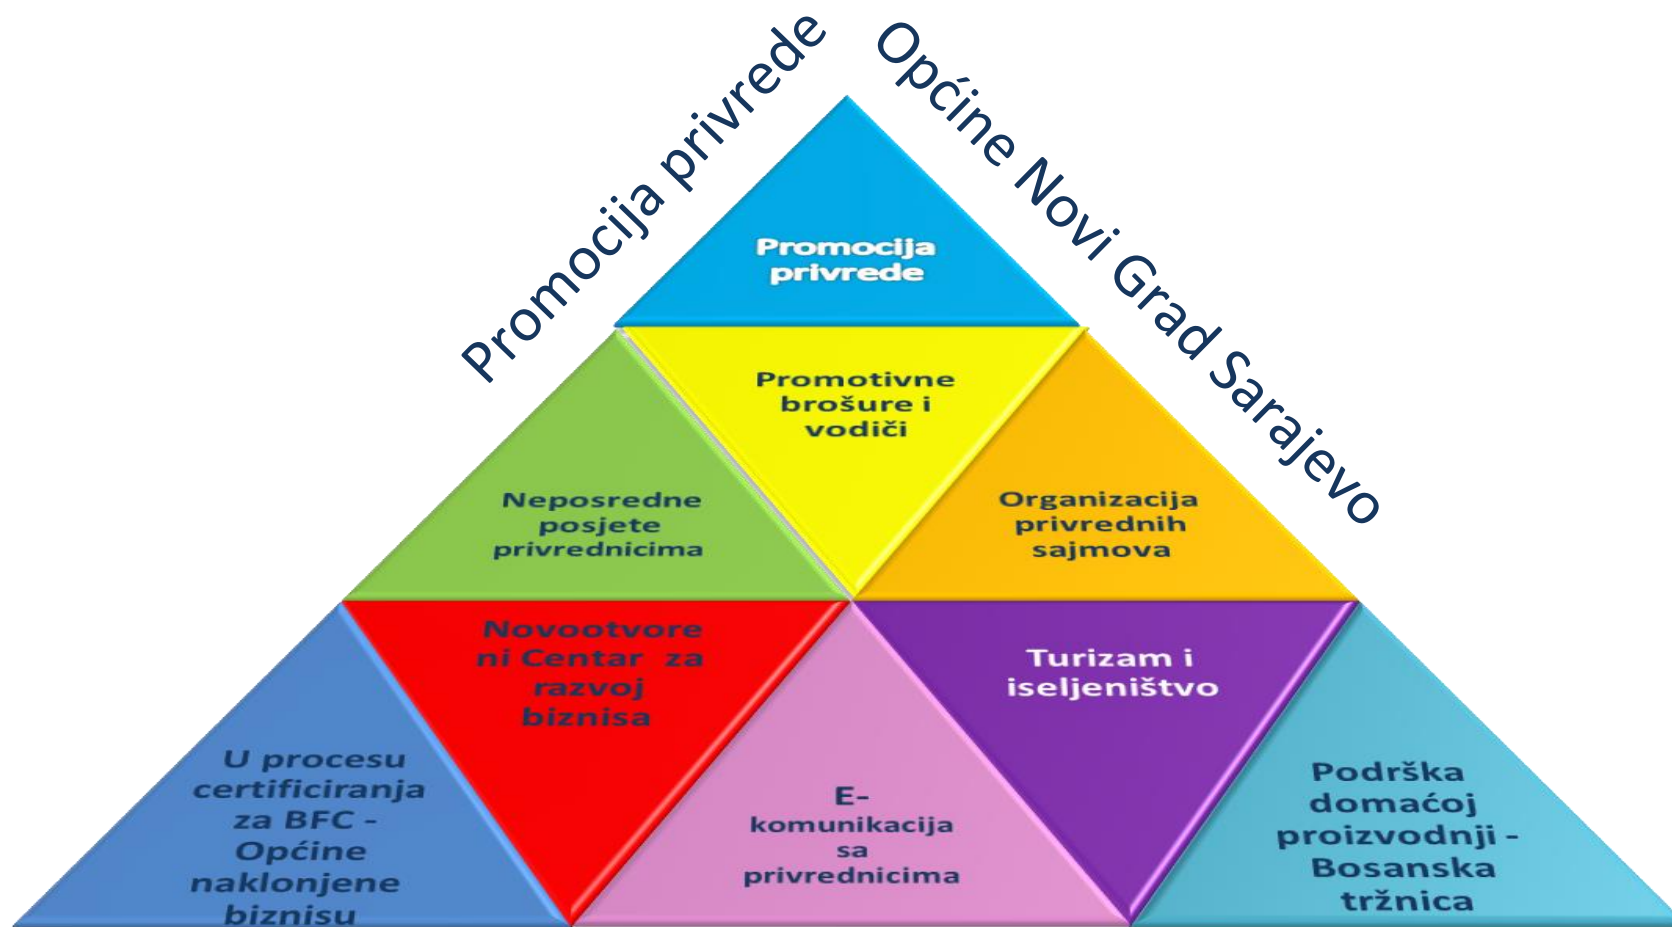 Promocija privrede
Općine Novi Grad Sarajevo
Promocija
privrede
Promotivne
brošure i
vodiči
Neposredne
posjete
privrednicima
Organizacija
privrednih
sajmova
Novootvore
ni Centar za
razvoj
biznisa
Turizam i
iseljeništvo
U procesu
certificiranja
za BFC -
Općine
naklonjene
biznisu
E-
komunikacija
sa
privrednicima
Podrška
domaćoj
proizvodnji -
Bosanska
tržnica